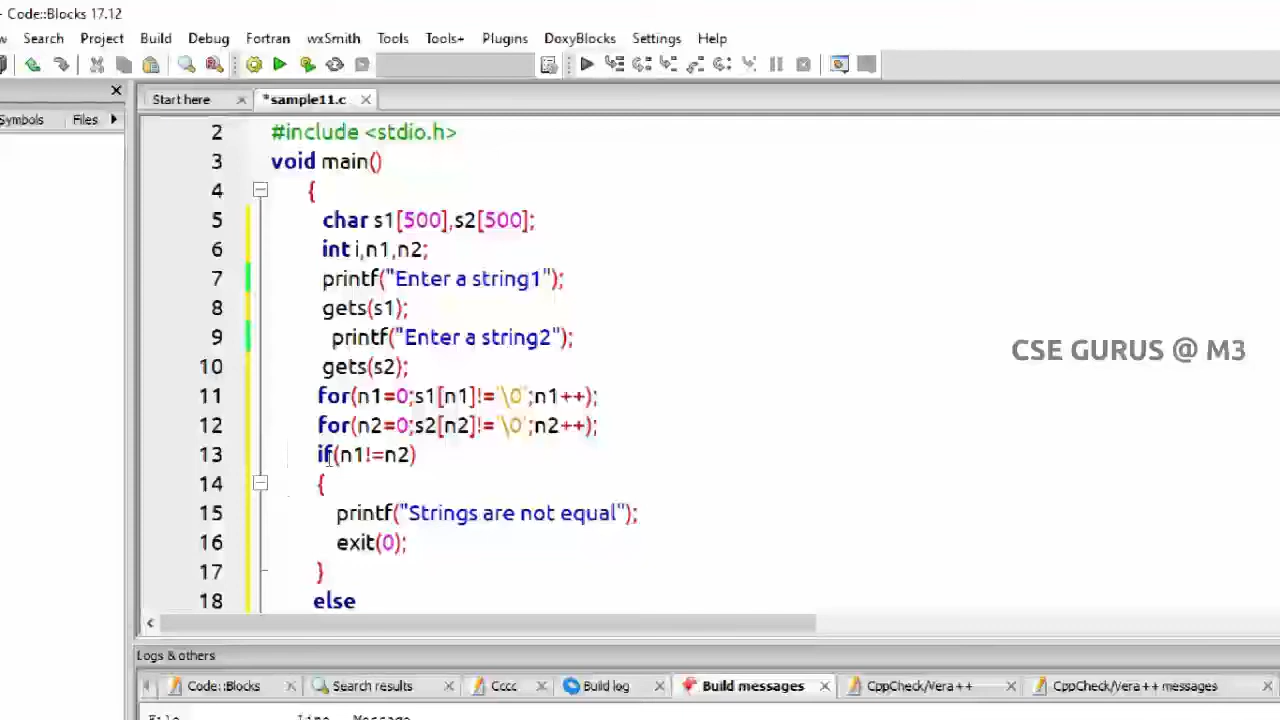 - Code::Blocks 17.12
w Search Project Build Debug Fortran wxSmith Tools Tools+ Plugins DoxyBlocks Settings Help
Start here *sample11.c
Symbols Files
2 #include <stdio.h>
3 void main()
4 {
5 char s1[500],s2[500];
6 int i,n1,n2;
7 printf("Enter a string1");
8 gets(s1);
9 printf("Enter a string2");
10 gets(s2);
11 for(n1=0;s1[n1]!='\0';n1++);
12 for(n2=0;s2[n2]!='\0';n2++);
13 if(n1!=n2)
14 {
15 printf("Strings are not equal");
16 exit(0);
17 }
18 else
CSE GURUS @ M3
Logs & others
Code::Blocks Search results Cccc Build log Build messages CppCheck/Vera++ CppCheck/Vera++ messages
File Line Message